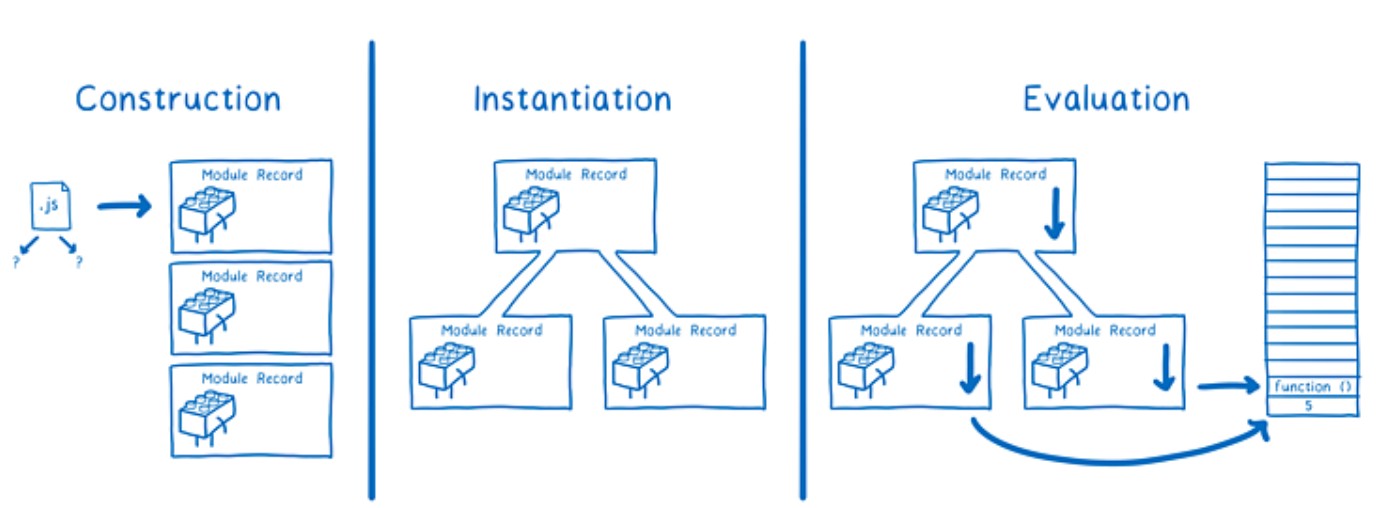 Construction
.js
?
?
Module Record
Module Record
Module Record
Instantiation
Module Record
Module Record
Module Record
Evaluation
Module Record
Module Record
Module Record
function ()
5